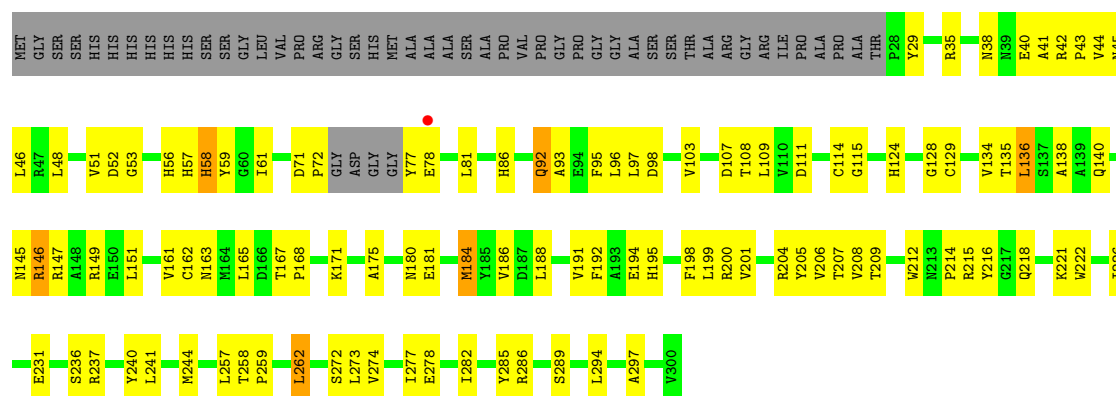 MET GLY SER SER HIS HIS HIS HIS HIS HIS SER SER GLY LEU VAL PRO ARG GLY SER HIS MET ALA ALA ALA SER ALA PRO VAL PRO GLY PRO GLY GLY ALA SER SER THR ALA ARG GLY ARG ILE PRO ALA PRO ALA THR P28 Y29 R35 N38 N39 E40 A41 R42 P43 V44
L46 R47 L48 V51 D52 G53 H56 H57 H58 Y59 G60 I61 D71 P72 GLY ASP GLY GLY Y77 E78 L81 H86 Q92 A93 E94 F95 L96 L97 D98 V103 D107 T108 L109 V110 D111 C114 G115 H124 G128 C129 V134 T135 L136 S137 A138 A139 Q140
N145 R146 R147 A148 R149 E150 L151 V161 C162 N163 M164 L165 D166 T167 P168 K171 A175 N180 E181 M184 Y185 V186 D187 L188 V191 F192 A193 E194 H195 F198 L199 R200 V201 R204 Y205 V206 T207 V208 T209 W212 N213 P214 R215 Y216 G217 Q218 K221 W222
E231 S236 R237 Y240 L241 M244 L257 T258 P259 L262 S272 L273 V274 I277 E278 I282 Y285 R286 S289 L294 A297 V300